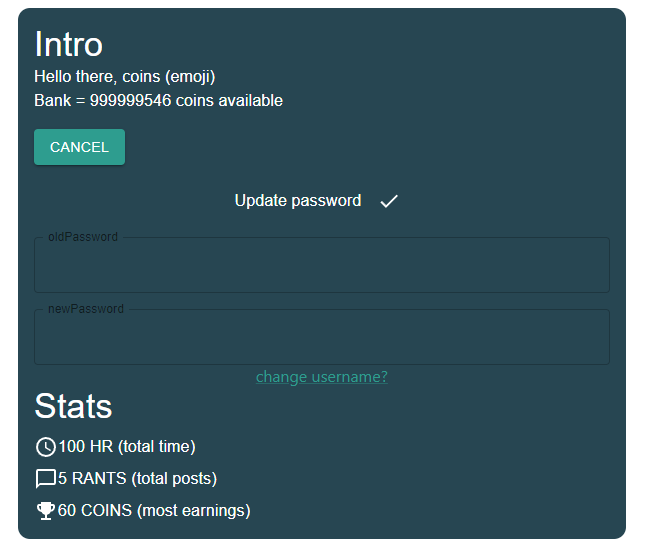 Intro
Hello there, coins (emoji)
Bank = 999999546 coins available
CANCEL
Update password
oldPassword
newPassword
change username?
Stats
100 HR (total time)
5 RANTS (total posts)
60 COINS (most earnings)